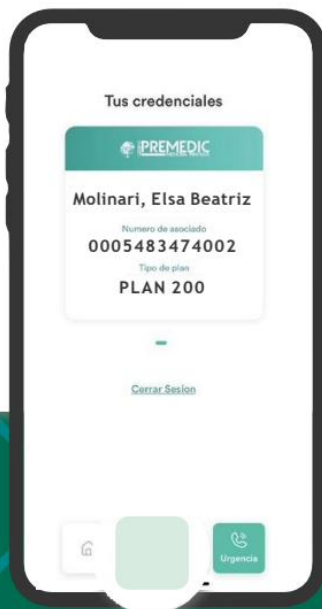 Tus credenciales
PREMEDIC
Molinari, Elsa Beatriz
Numero de asociado
0005483474002
Tipo de plan
PLAN 200
Cerrar Sesion
Urgencia